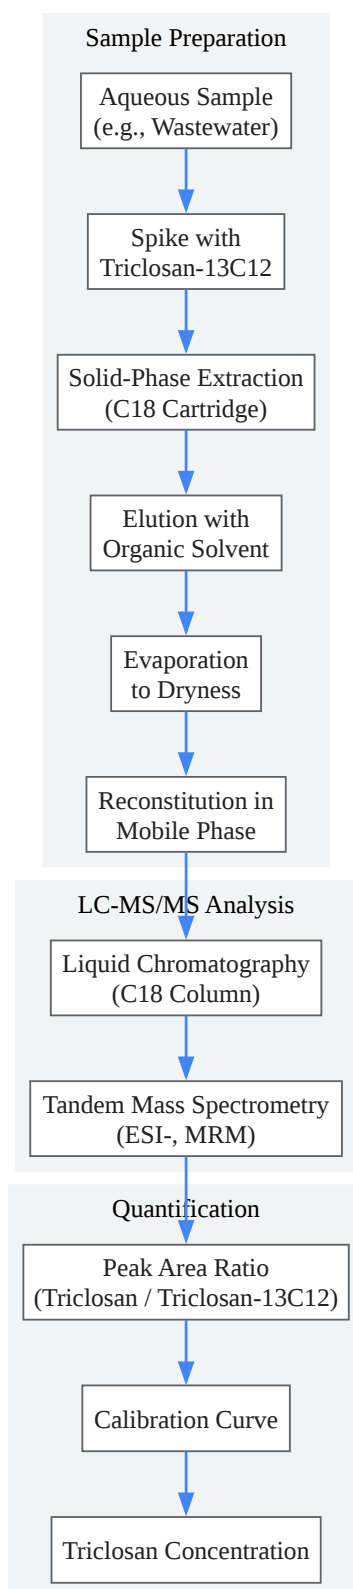 Sample Preparation
Aqueous Sample
(e.g., Wastewater)
Spike with
Triclosan-13C12
Solid-Phase Extraction
(C18 Cartridge)
Elution with
Organic Solvent
Evaporation
to Dryness
Reconstitution in
Mobile Phase
LC-MS/MS Analysis
Liquid Chromatography
(C18 Column)
Tandem Mass Spectrometry
(ESI-, MRM)
Quantification
Peak Area Ratio
(Triclosan / Triclosan-13C12)
Calibration Curve
Triclosan Concentration